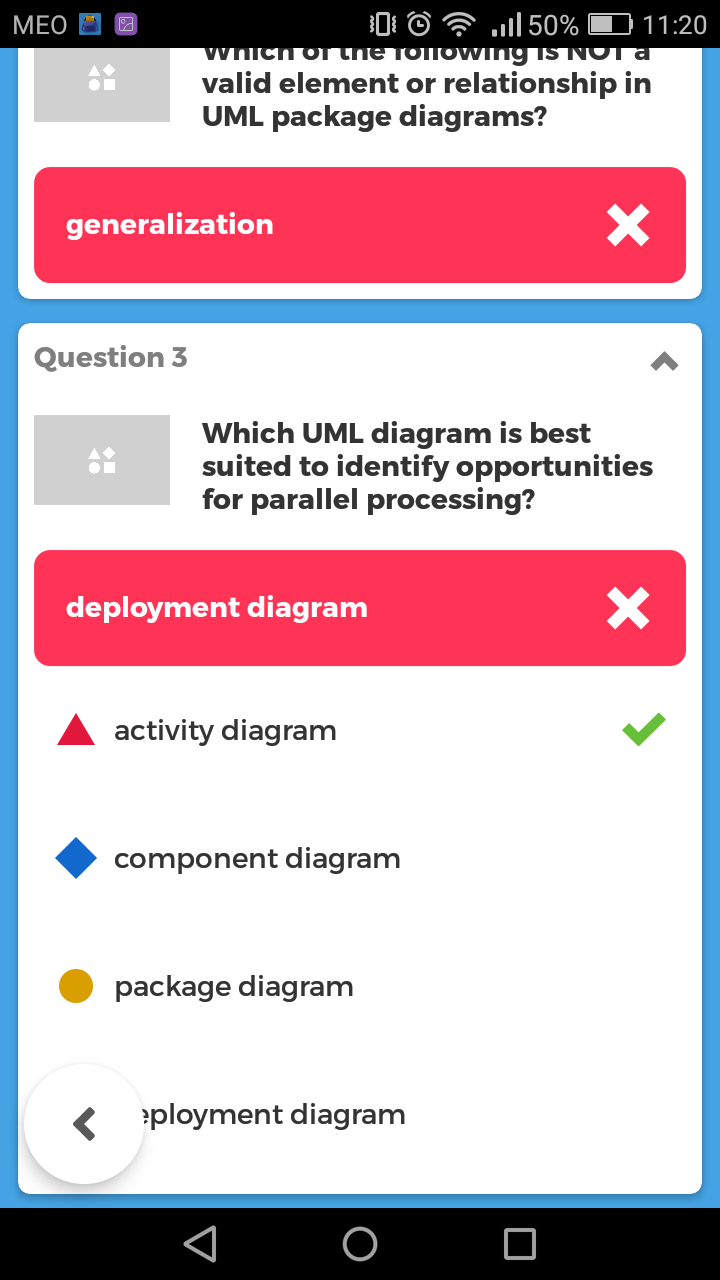 MEO 50% 11:20
Which of the following is NOT a
valid element or relationship in
UML package diagrams?
generalization
Question 3
Which UML diagram is best
suited to identify opportunities
for parallel processing?
deployment diagram
activity diagram
component diagram
package diagram
eployment diagram